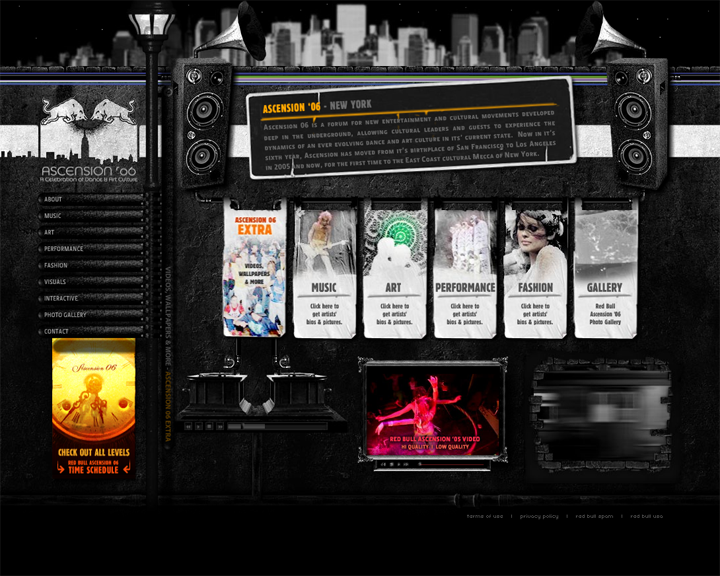 ASCENSION '06
A Celebration of Dance & Art Culture
ABOUT
MUSIC
ART
PERFORMANCE
FASHION
VISUALS
INTERACTIVE
PHOTO GALLERY
CONTACT
Ascension 06
CHECK OUT ALL LEVELS
RED BULL ASCENSION 06
TIME SCHEDULE
VIDEOS, WALLPAPERS & MORE - ASCENSION 06 EXTRA
ASCENSION '06 - NEW YORK
ASCENSION 06 IS A FORUM FOR NEW ENTERTAINMENT AND CULTURAL MOVEMENTS DEVELOPED
DEEP IN THE UNDERGROUND, ALLOWING CULTURAL LEADERS AND GUESTS TO EXPERIENCE THE
DYNAMICS OF AN EVER EVOLVING DANCE AND ART CULTURE IN ITS' CURRENT STATE. NOW IN IT'S
SIXTH YEAR, ASCENSION HAS MOVED FROM IT'S BIRTHPLACE OF SAN FRANCISCO TO LOS ANGELES
IN 2005 AND NOW, FOR THE FIRST TIME TO THE EAST COAST CULTURAL MECCA OF NEW YORK.
ASCENSION 06
EXTRA
VIDEOS,
WALLPAPERS
& MORE
MUSIC
Click here to
get artists'
bios & pictures.
ART
Click here to
get artists'
bios & pictures.
PERFORMANCE
Click here to
get artists'
bios & pictures.
FASHION
Click here to
get artists'
bios & pictures.
GALLERY
Red Bull
Ascension '06
Photo Gallery
RED BULL ASCENSION '05 VIDEO
HI QUALITY | LOW QUALITY
terms of use | privacy policy | red bull epam | red bull usa